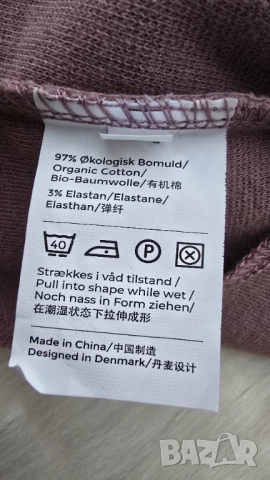 97% Økologisk Bomuld/
Organic Cotton/
Bio-Baumwolle/有机棉
3% Elastan/Elastane/
Elasthan/弹纤
40 P
Strækkes i våd tilstand/
Pull into shape while wet/
Noch nass in Form ziehen/
在潮湿状态下拉伸成形
Made in China/中国制造
Designed in Denmark/丹麦设计
bazar.bg